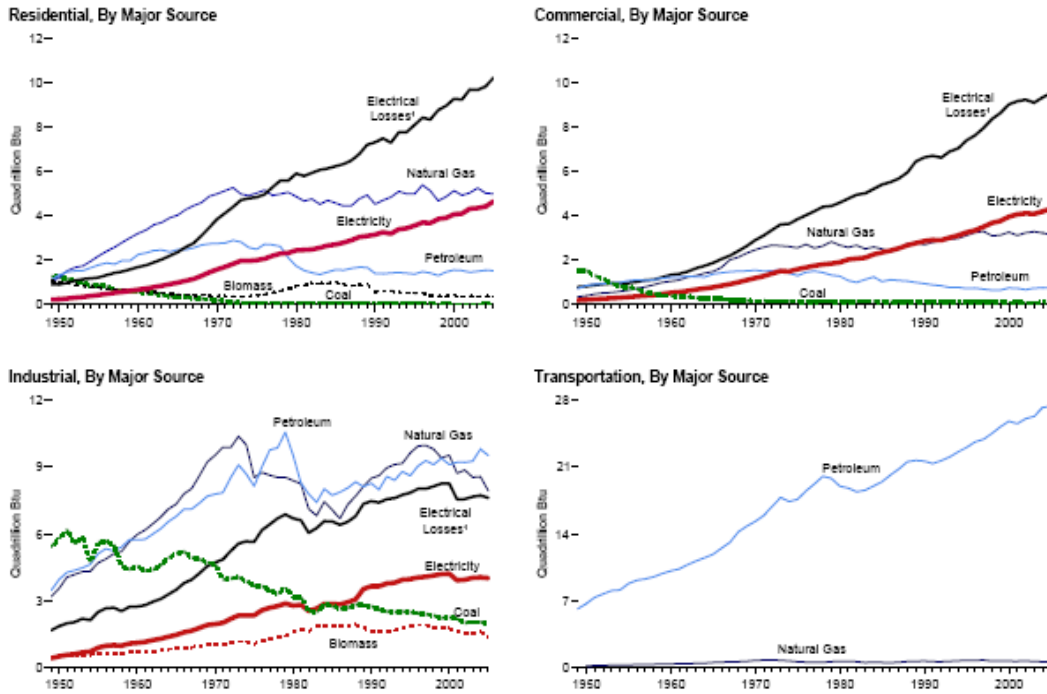 Residential, By Major Source
12
10
8
6
4
2
0
Quadrillion Btu
Electrical
Losses¹
Natural Gas
Electricity
Petroleum
Biomass
Coal
1950 1960 1970 1980 1990 2000
Commercial, By Major Source
12
10
8
6
4
2
0
Quadrillion Btu
Electrical
Losses¹
Electricity
Natural Gas
Petroleum
Coal
1950 1960 1970 1980 1990 2000
Industrial, By Major Source
12
9
6
3
0
Quadrillion Btu
Petroleum
Natural Gas
Electrical
Losses¹
Electricity
Coal
Biomass
1950 1960 1970 1980 1990 2000
Transportation, By Major Source
28
21
14
7
0
Quadrillion Btu
Petroleum
Natural Gas
1950 1960 1970 1980 1990 2000